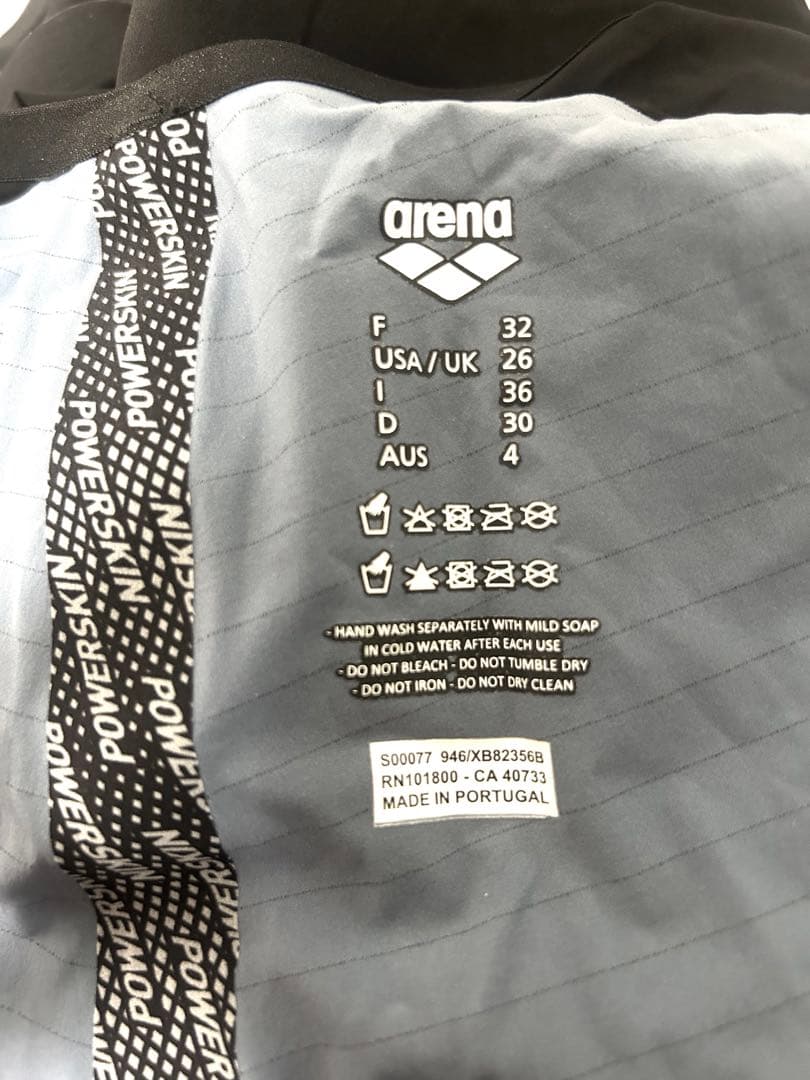 arena
F 32
USA / UK 26
I 36
D 30
AUS 4
- HAND WASH SEPARATELY WITH MILD SOAP
IN COLD WATER AFTER EACH USE
- DO NOT BLEACH - DO NOT TUMBLE DRY
- DO NOT IRON - DO NOT DRY CLEAN
S00077 946/XB82356B
RN101800 - CA 40733
MADE IN PORTUGAL
POWERSKIN
POWERSKIN
POWERSKIN
POWERSKIN
POWERSKIN
POWERSKIN